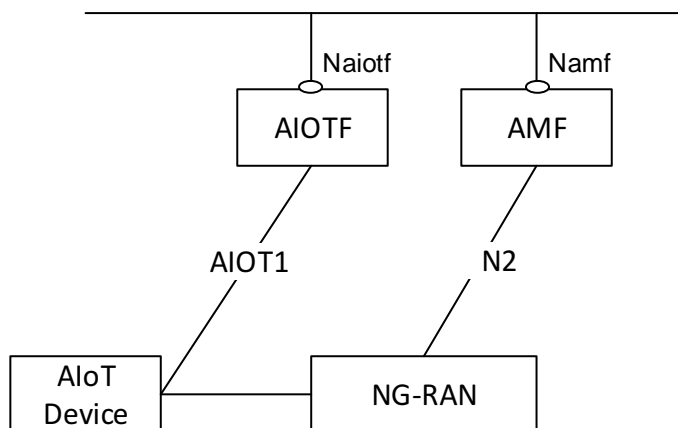 Naiotf
Namf
AIOTF
AMF
AIOT1
N2
AIoT
Device
NG-RAN